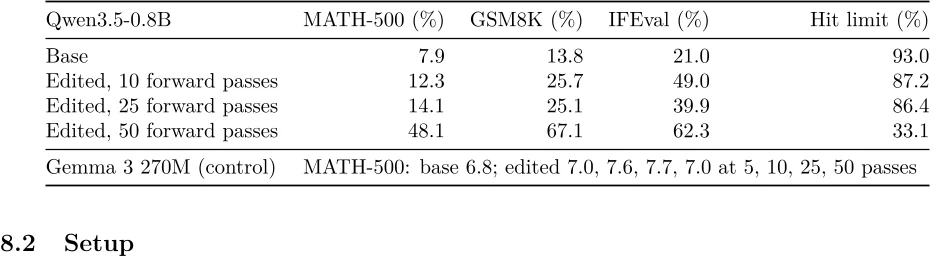 Qwen3.5-0.8B MATH-500 (%) GSM8K (%) IFEval (%) Hit limit (%)
Base 7.9 13.8 21.0 93.0
Edited, 10 forward passes 12.3 25.7 49.0 87.2
Edited, 25 forward passes 14.1 25.1 39.9 86.4
Edited, 50 forward passes 48.1 67.1 62.3 33.1
Gemma 3 270M (control) MATH-500: base 6.8; edited 7.0, 7.6, 7.7, 7.0 at 5, 10, 25, 50 passes
8.2 Setup